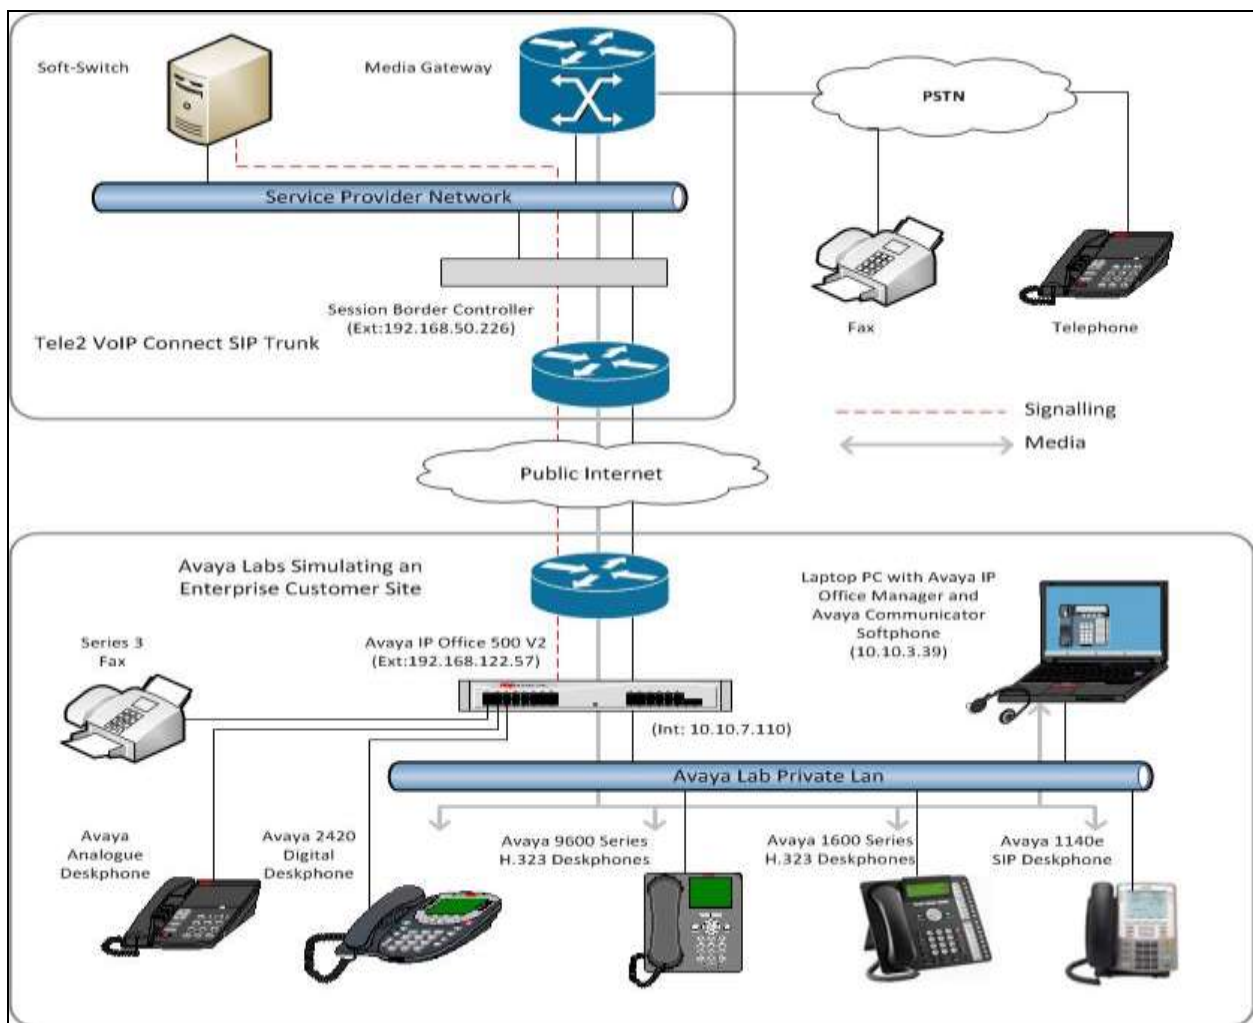 Soft-Switch
Media Gateway
PSTN
Service Provider Network
Session Border Controller
(Ext:192.168.50.226)
Fax
Telephone
Tele2 VoIP Connect SIP Trunk
Signalling
Media
Public Internet
Avaya Labs Simulating an
Enterprise Customer Site
Laptop PC with Avaya IP
Office Manager and
Avaya Communicator
Softphone
(10.10.3.39)
Series 3
Fax
Avaya IP Office 500 V2
(Ext:192.168.122.57)
(Int: 10.10.7.110)
Avaya Lab Private Lan
Avaya
Analogue
Deskphone
Avaya 2420
Digital
Deskphone
Avaya 9600 Series
H.323 Deskphones
Avaya 1600 Series
H.323 Deskphones
Avaya 1140e
SIP Deskphone